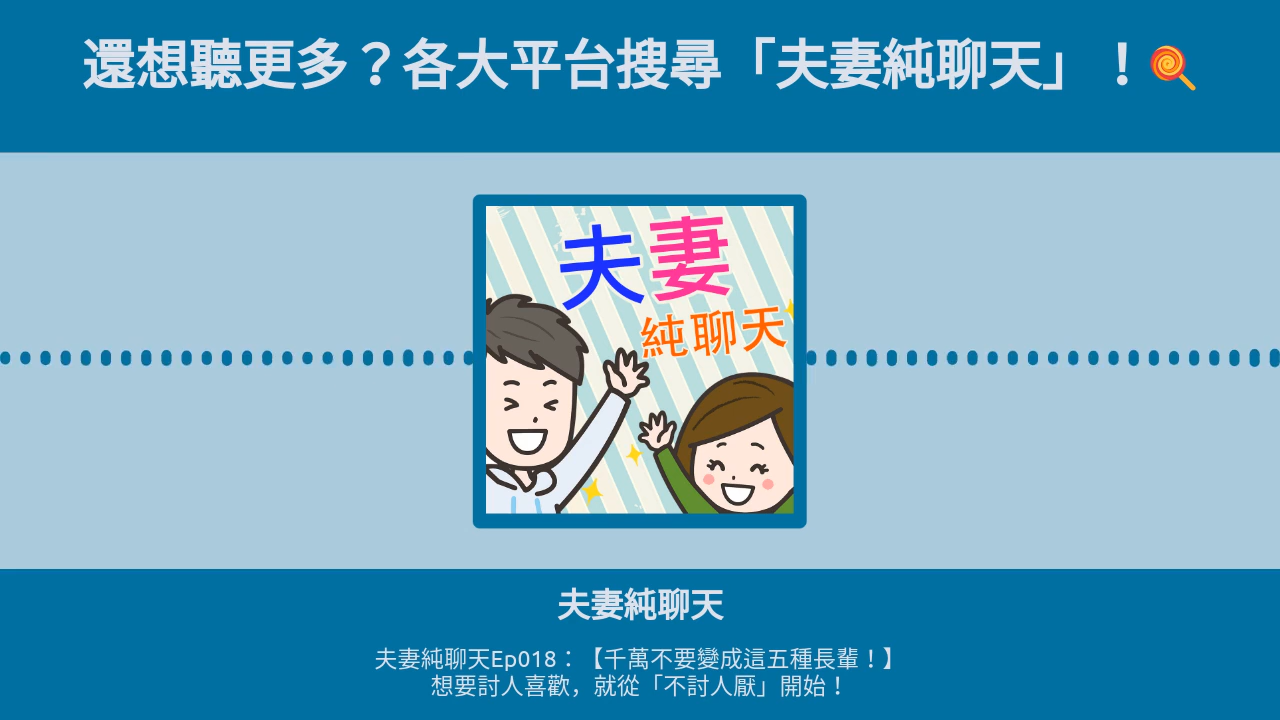 還想聽更多？各大平台搜尋「夫妻純聊天」！
夫妻
純聊天
夫妻純聊天
夫妻純聊天Ep018：【千萬不要變成這五種長輩！】
想要討人喜歡，就從「不討人厭」開始！